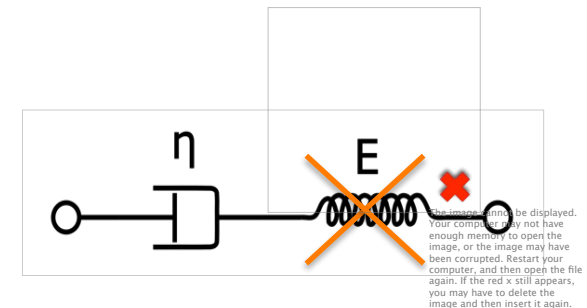 η
E
The image cannot be displayed.
Your computer may not have
enough memory to open the
image, or the image may have
been corrupted. Restart your
computer, and then open the file
again. If the red x still appears,
you may have to delete the
image and then insert it again.